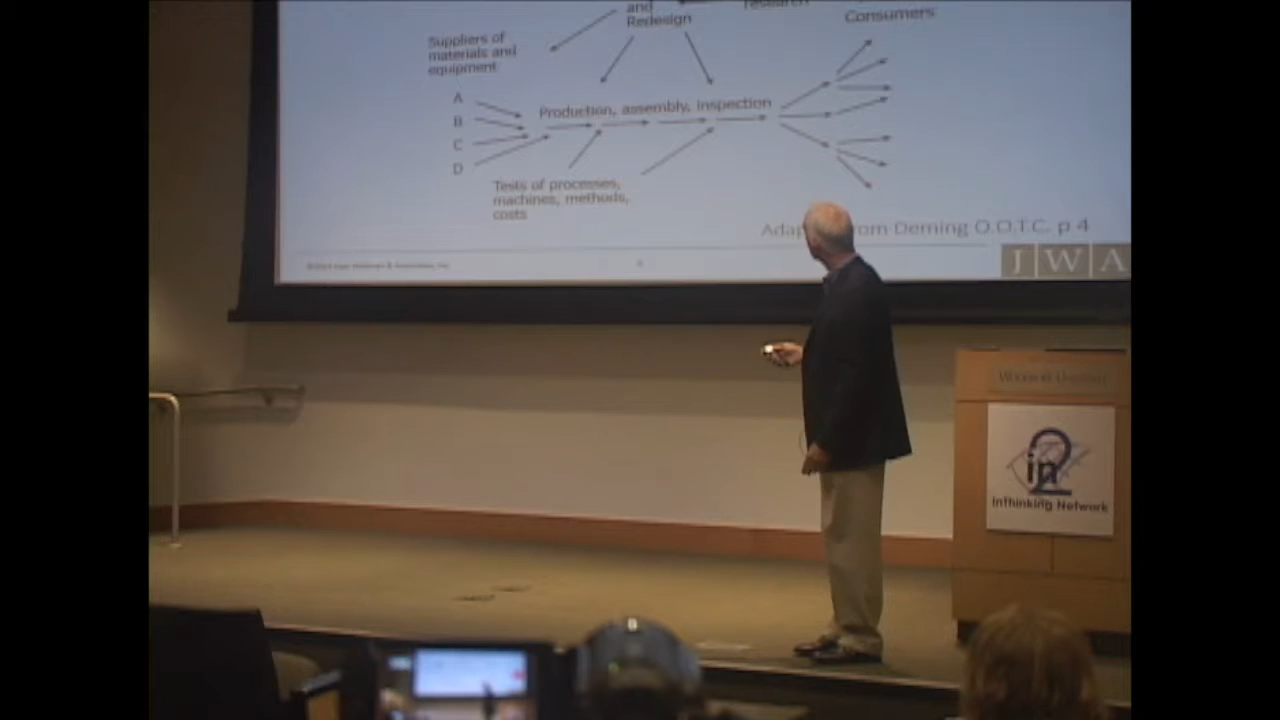 and
Redesign
research
Consumers
Suppliers of
materials and
equipment
A
B
C
D
Production, assembly, inspection
Tests of processes,
machines, methods,
costs
Deming O.O.T.C. p 4
JWA
in2
InThinking Network